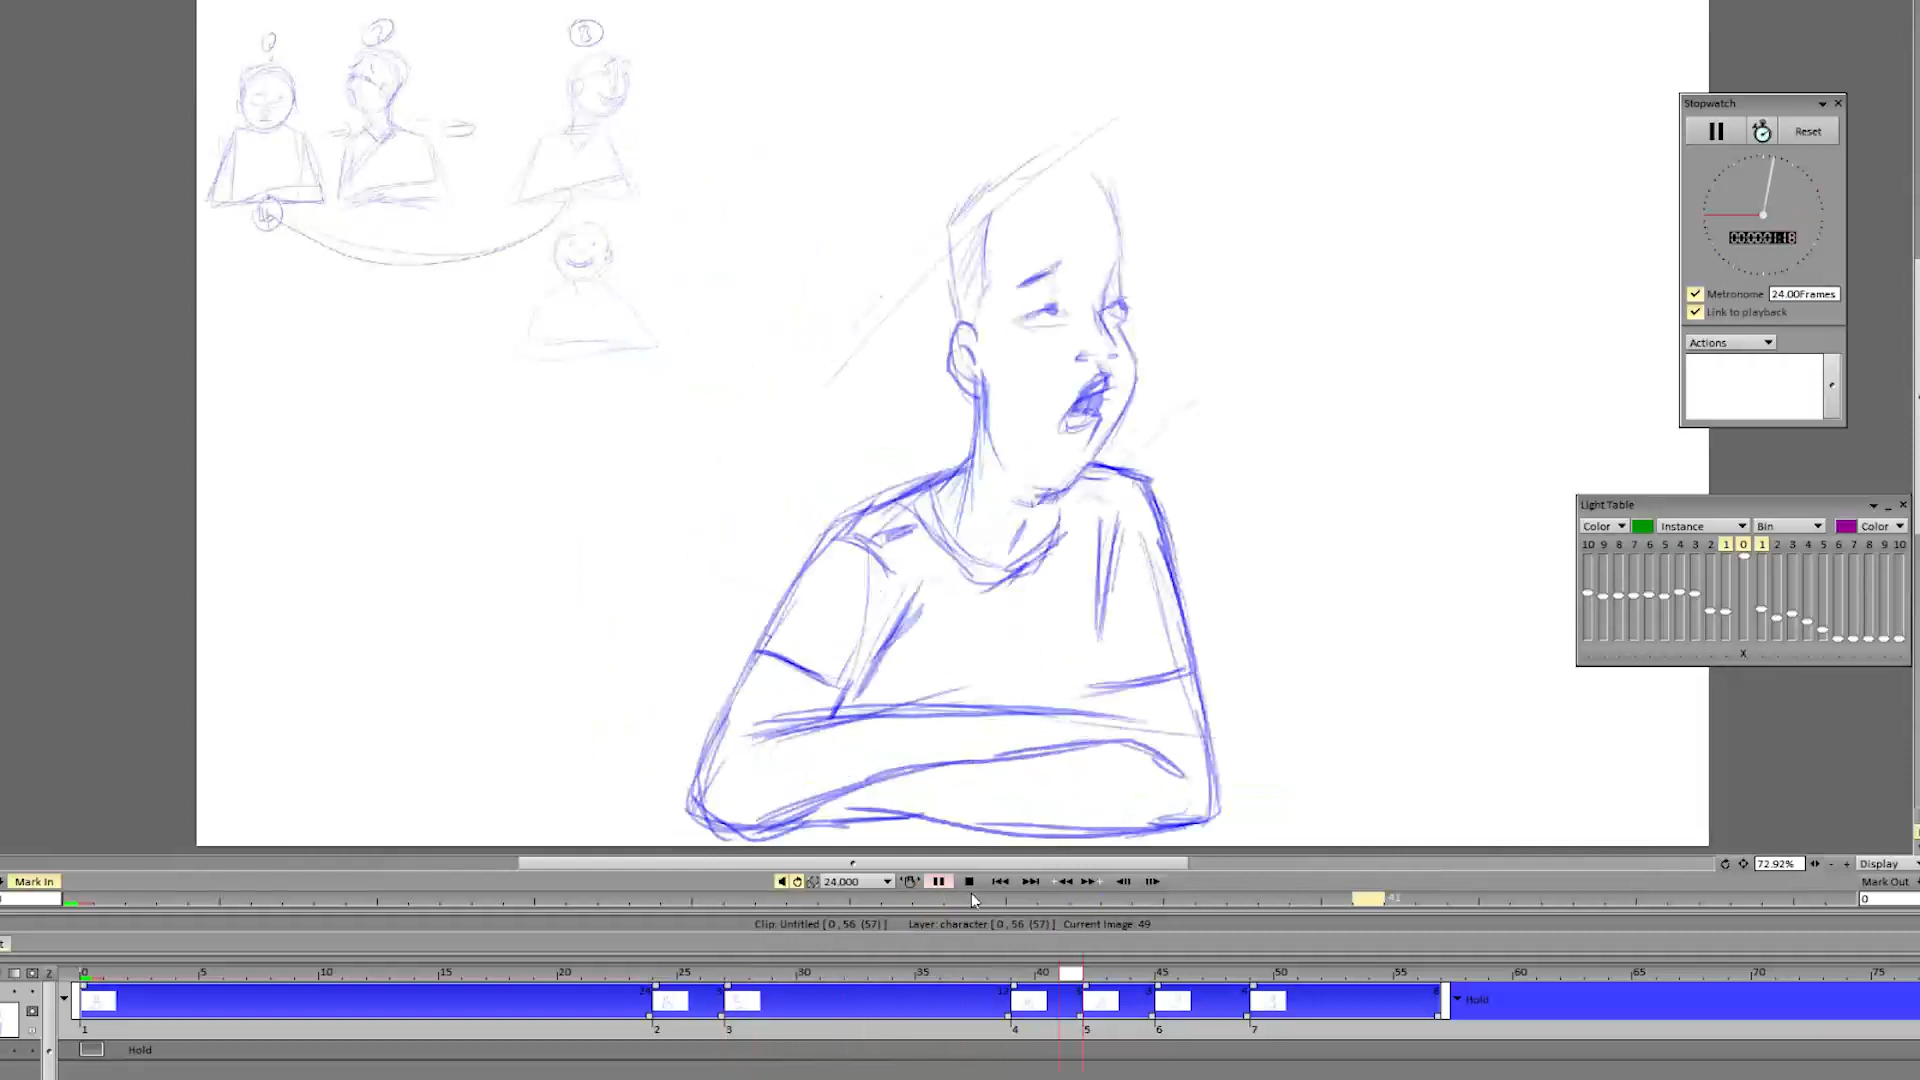 Stopwatch
Reset
Metronome 24.00Frames
Link to playback
Actions
Light Table
Color Instance Bin Color
10 9 8 7 6 5 4 3 2 1 0 1 2 3 4 5 6 7 8 9 10
X
72.92% Display
Mark In 24.000 Mark Out
41 0
Clip: Untitled [ 0 , 56 (57) ] Layer: character [ 0 , 56 (57) ] Current Image 49
2 0 5 10 15 20 25 30 35 40 45 50 55 60 65 70 75
Hold
1 2 3 4 5 6 7
Hold